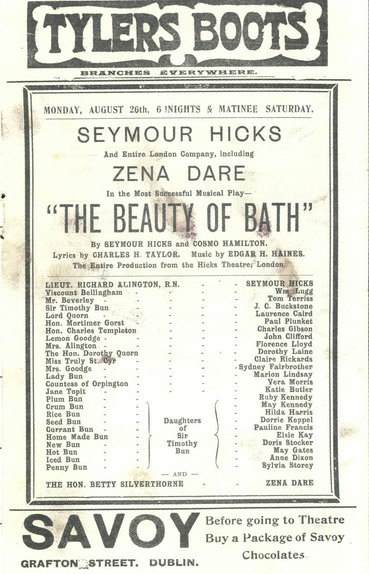 TYLERS BOOTS
BRANCHES EVERYWHERE.
MONDAY, AUGUST 26th, 6 NIGHTS & MATINEE SATURDAY.
SEYMOUR HICKS
And Entire London Company, including
ZENA DARE
In the Most Successful Musical Play—
"THE BEAUTY OF BATH"
By SEYMOUR HICKS and COSMO HAMILTON.
Lyrics by CHARLES H. TAYLOR. Music by EDGAR H. HAINES.
The Entire Production from the Hicks Theatre, London.
LIEUT. RICHARD ALINGTON, R.N. - - - SEYMOUR HICKS
Viscount Bellingham - - - Wm. Lugg
Mr. Beverley - - - Tom Terriss
Sir Timothy Bun - - - J. C. Buckstone
Lord Quorn - - - Laurence Caird
Hon. Mortimer Gorst - - - Paul Plunket
Hon. Charles Templeton - - - Charles Gibson
Lemon Goodge - - - John Clifford
Mrs. Alington - - - Florence Lloyd
The Hon. Dorothy Quorn - - - Dorothy Laine
Miss Truly St. Cyr - - - Claire Rickards
Mrs. Goodge - - - Sydney Fairbrother
Lady Bun - - - Marion Lindsay
Countess of Orpington - - - Vera Morris
Jane Topit - - - Katie Butler
Plum Bun - Ruby Kennedy
Crum Bun - May Kennedy
Rice Bun - Hilda Harris
Seed Bun - Daughters - Dorrie Keppel
Currant Bun - of - Pauline Francis
Home Made Bun - Sir - Elsie Kay
New Bun - Timothy - Doris Stocker
Hot Bun - Bun - May Gates
Iced Bun - Anne Dixon
Penny Bun - Sylvia Storey
— AND —
THE HON. BETTY SILVERTHORNE - - - ZENA DARE
SAVOY
GRAFTON STREET. DUBLIN.
Before going to Theatre
Buy a Package of Savoy
Chocolates